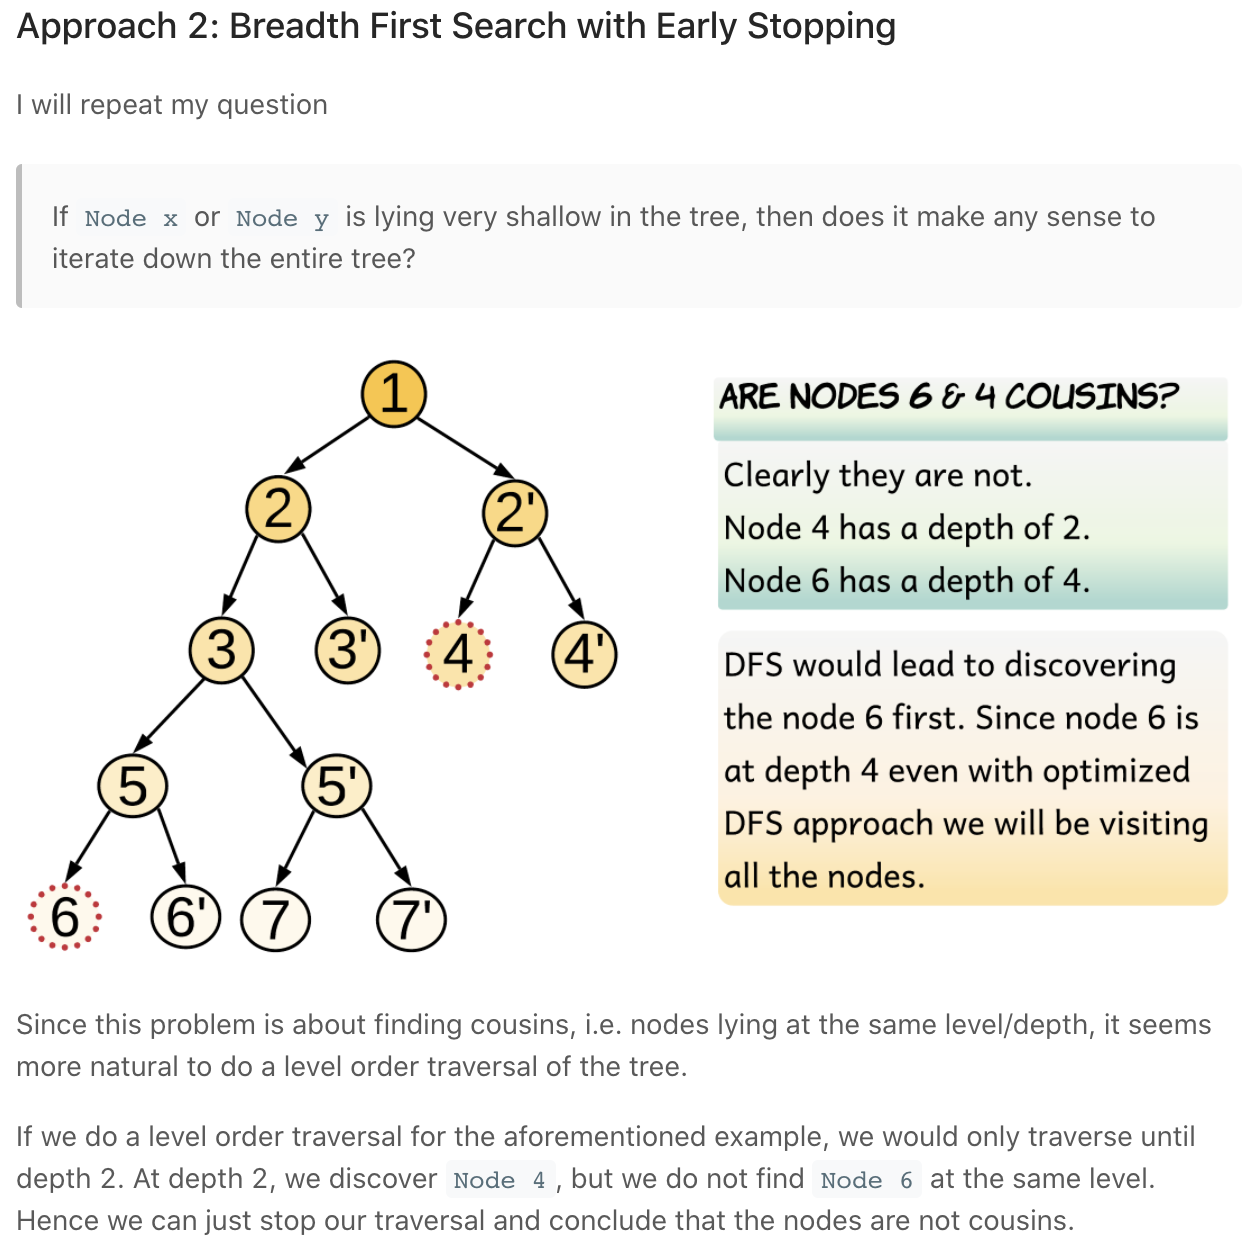 Approach 2: Breadth First Search with Early Stopping
I will repeat my question
If Node x or Node y is lying very shallow in the tree, then does it make any sense to
iterate down the entire tree?
1
2
2'
3
3'
4
4'
5
5'
6
6'
7
7'
ARE NODES 6 & 4 COUSINS?
Clearly they are not.
Node 4 has a depth of 2.
Node 6 has a depth of 4.
DFS would lead to discovering
the node 6 first. Since node 6 is
at depth 4 even with optimized
DFS approach we will be visiting
all the nodes.
Since this problem is about finding cousins, i.e. nodes lying at the same level/depth, it seems
more natural to do a level order traversal of the tree.
If we do a level order traversal for the aforementioned example, we would only traverse until
depth 2. At depth 2, we discover Node 4 , but we do not find Node 6 at the same level.
Hence we can just stop our traversal and conclude that the nodes are not cousins.